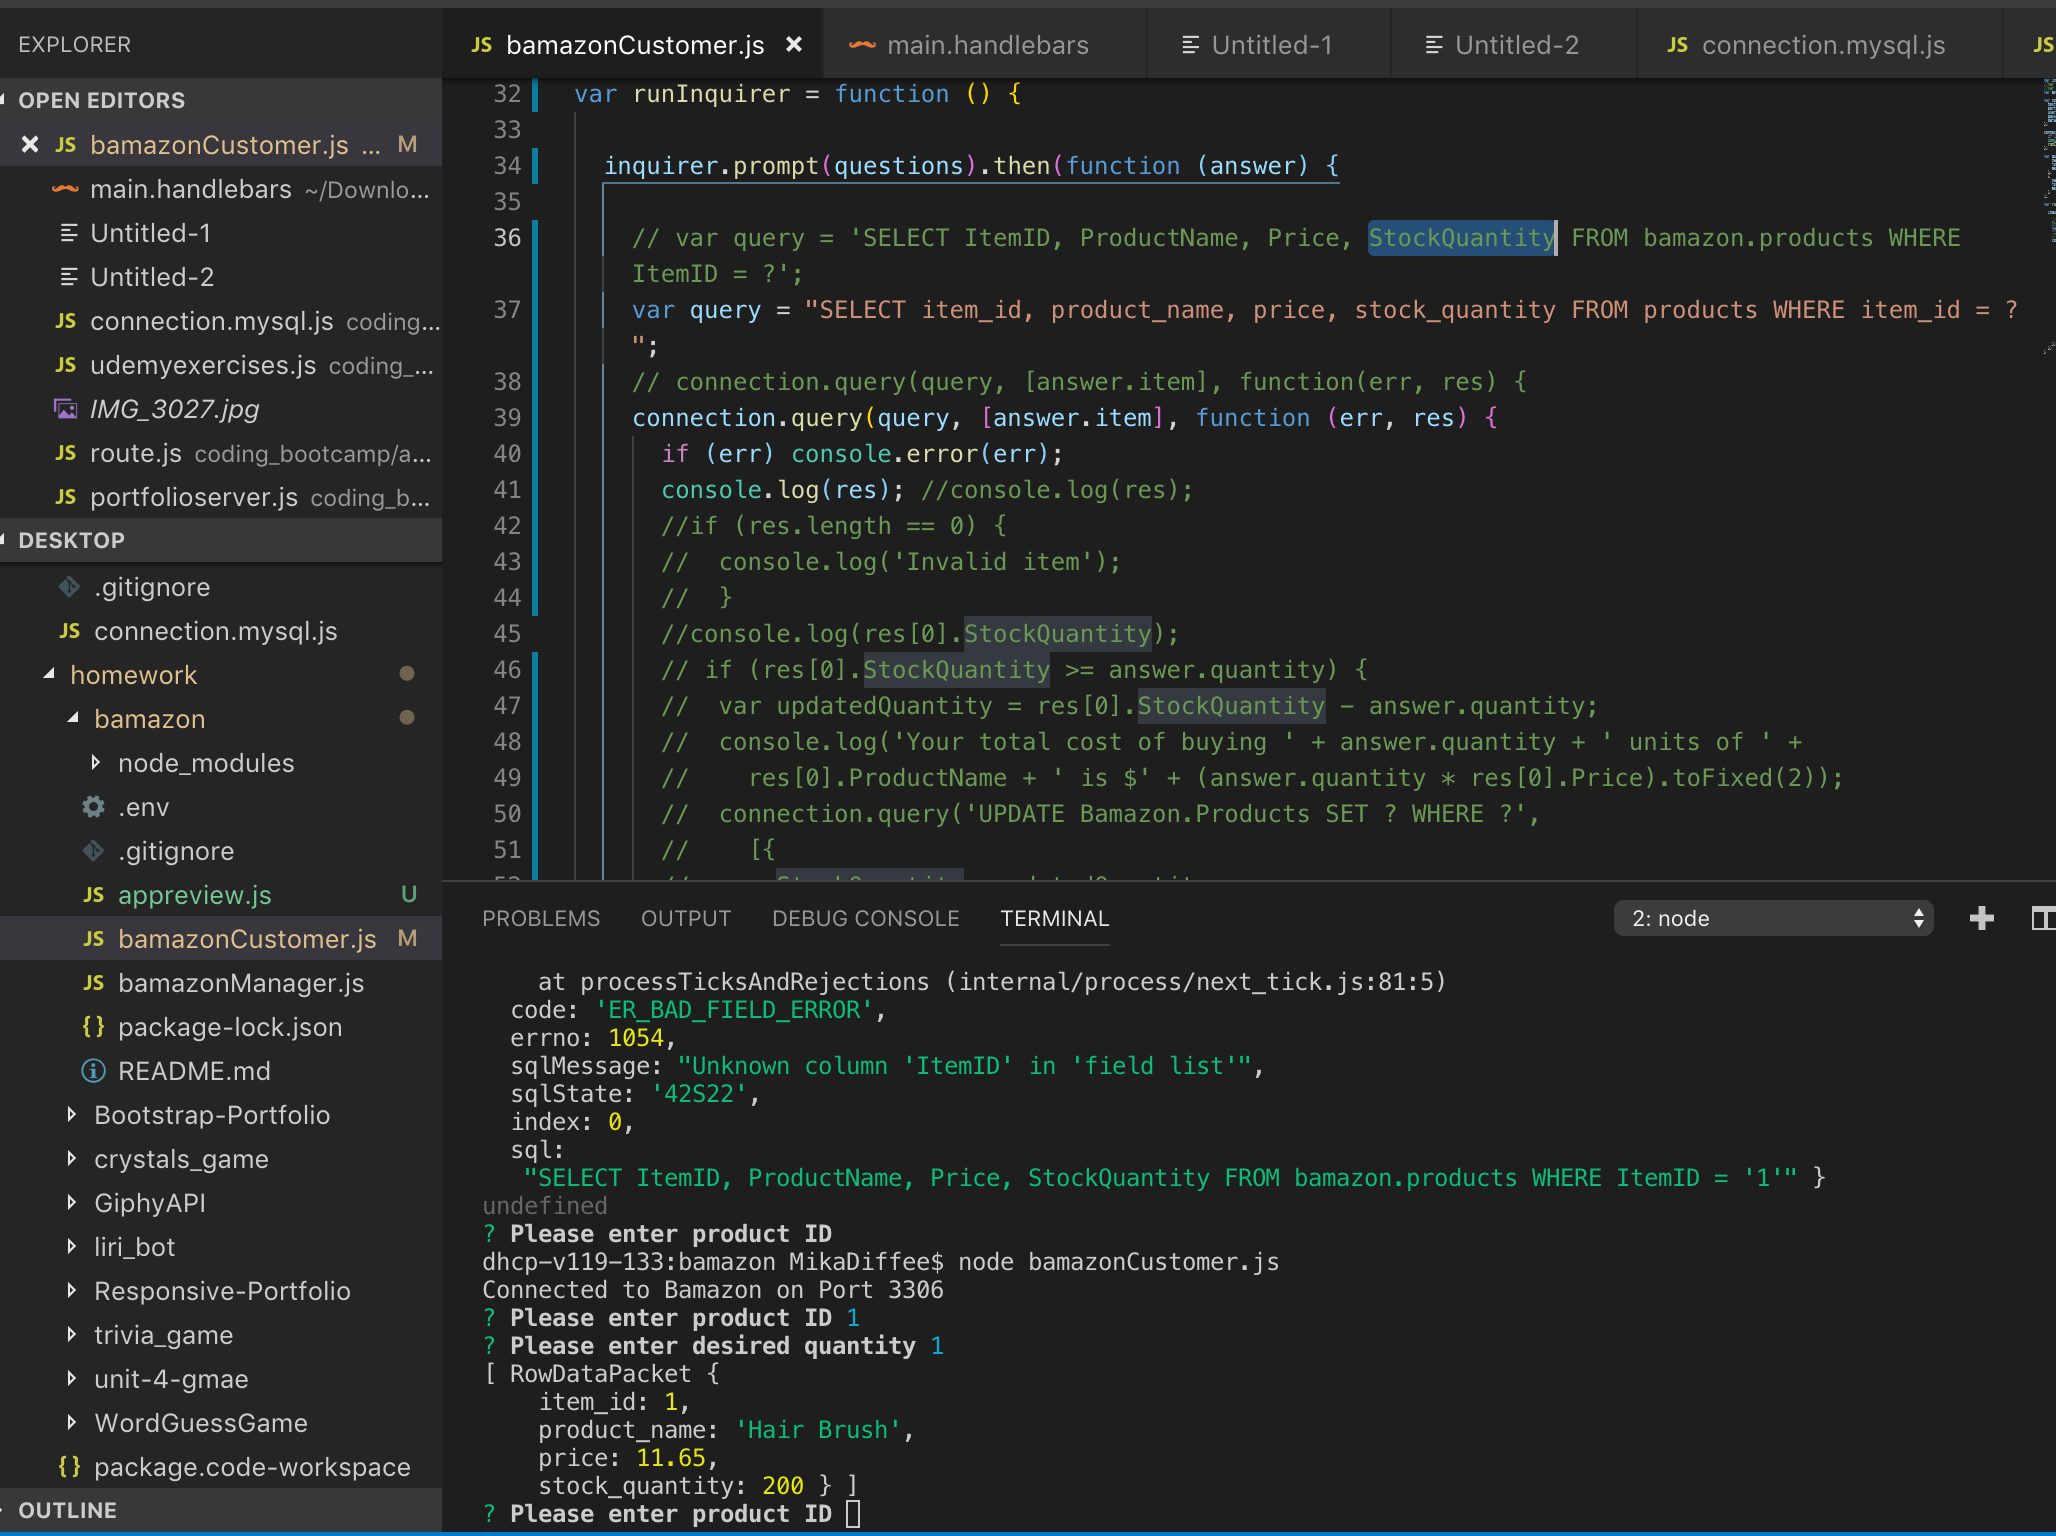 EXPLORER
OPEN EDITORS
JS bamazonCustomer.js ... M
main.handlebars ~/Downlo...
Untitled-1
Untitled-2
JS connection.mysql.js coding...
JS udemyexercises.js coding_...
IMG_3027.jpg
JS route.js coding_bootcamp/a...
JS portfolioserver.js coding_b...
DESKTOP
.gitignore
JS connection.mysql.js
homework
bamazon
node_modules
.env
.gitignore
JS appreview.js U
JS bamazonCustomer.js M
JS bamazonManager.js
{} package-lock.json
README.md
Bootstrap-Portfolio
crystals_game
GiphyAPI
liri_bot
Responsive-Portfolio
trivia_game
unit-4-gmae
WordGuessGame
{} package.code-workspace
OUTLINE
JS bamazonCustomer.js × main.handlebars Untitled-1 Untitled-2 JS connection.mysql.js JS
32 var runInquirer = function () {
33
34 inquirer.prompt(questions).then(function (answer) {
35
36 // var query = 'SELECT ItemID, ProductName, Price, StockQuantity FROM bamazon.products WHERE
ItemID = ?';
37 var query = "SELECT item_id, product_name, price, stock_quantity FROM products WHERE item_id = ?
";
38 // connection.query(query, [answer.item], function(err, res) {
39 connection.query(query, [answer.item], function (err, res) {
40 if (err) console.error(err);
41 console.log(res); //console.log(res);
42 //if (res.length == 0) {
43 // console.log('Invalid item');
44 // }
45 //console.log(res[0].StockQuantity);
46 // if (res[0].StockQuantity >= answer.quantity) {
47 // var updatedQuantity = res[0].StockQuantity - answer.quantity;
48 // console.log('Your total cost of buying ' + answer.quantity + ' units of ' +
49 // res[0].ProductName + ' is $' + (answer.quantity * res[0].Price).toFixed(2));
50 // connection.query('UPDATE Bamazon.Products SET ? WHERE ?',
51 // [{
PROBLEMS OUTPUT DEBUG CONSOLE TERMINAL 2: node
at processTicksAndRejections (internal/process/next_tick.js:81:5)
code: 'ER_BAD_FIELD_ERROR',
errno: 1054,
sqlMessage: "Unknown column 'ItemID' in 'field list'",
sqlState: '42S22',
index: 0,
sql:
"SELECT ItemID, ProductName, Price, StockQuantity FROM bamazon.products WHERE ItemID = '1'" }
undefined
? Please enter product ID
dhcp-v119-133:bamazon MikaDiffee$ node bamazonCustomer.js
Connected to Bamazon on Port 3306
? Please enter product ID 1
? Please enter desired quantity 1
[ RowDataPacket {
item_id: 1,
product_name: 'Hair Brush',
price: 11.65,
stock_quantity: 200 } ]
? Please enter product ID